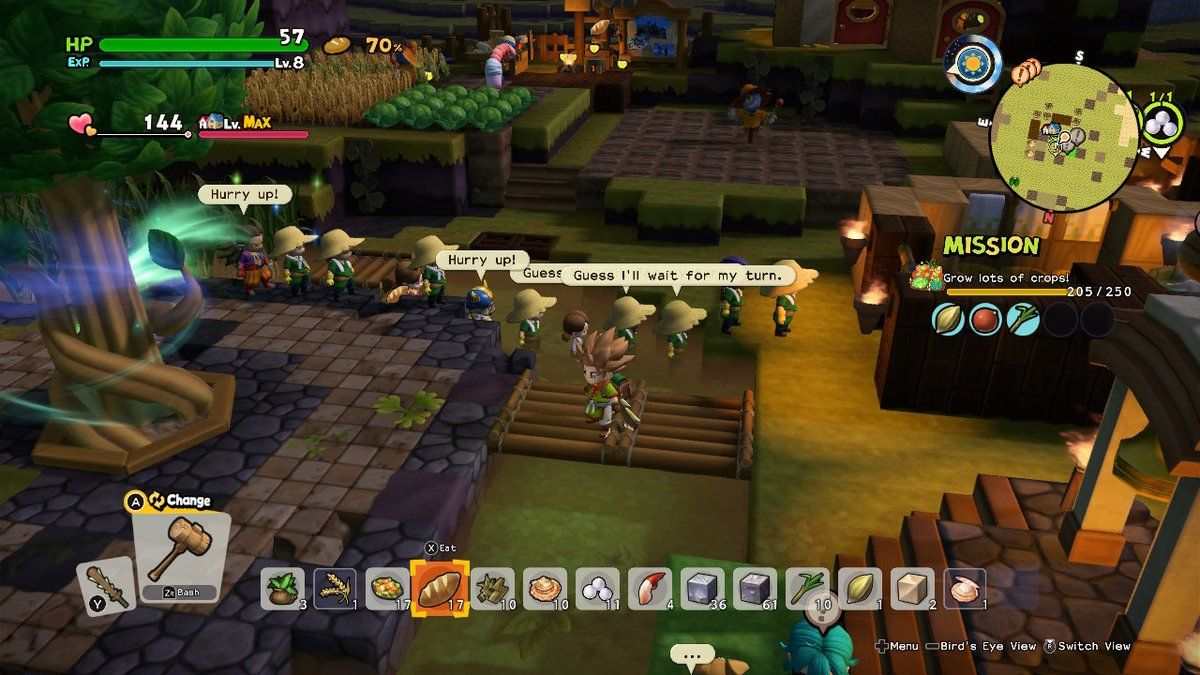 HP 57
70%
EXP. Lv. 8
144 Lv. MAX
1/1
S
E
W
N
Hurry up!
Hurry up!
Guess
Guess I'll wait for my turn.
MISSION
Grow lots of crops!
205/250
A Change
X Eat
Y
Bash
3 1 17 17 10 10 11 4 36 61 10 1 2 1
...
Menu Bird's Eye View R Switch View